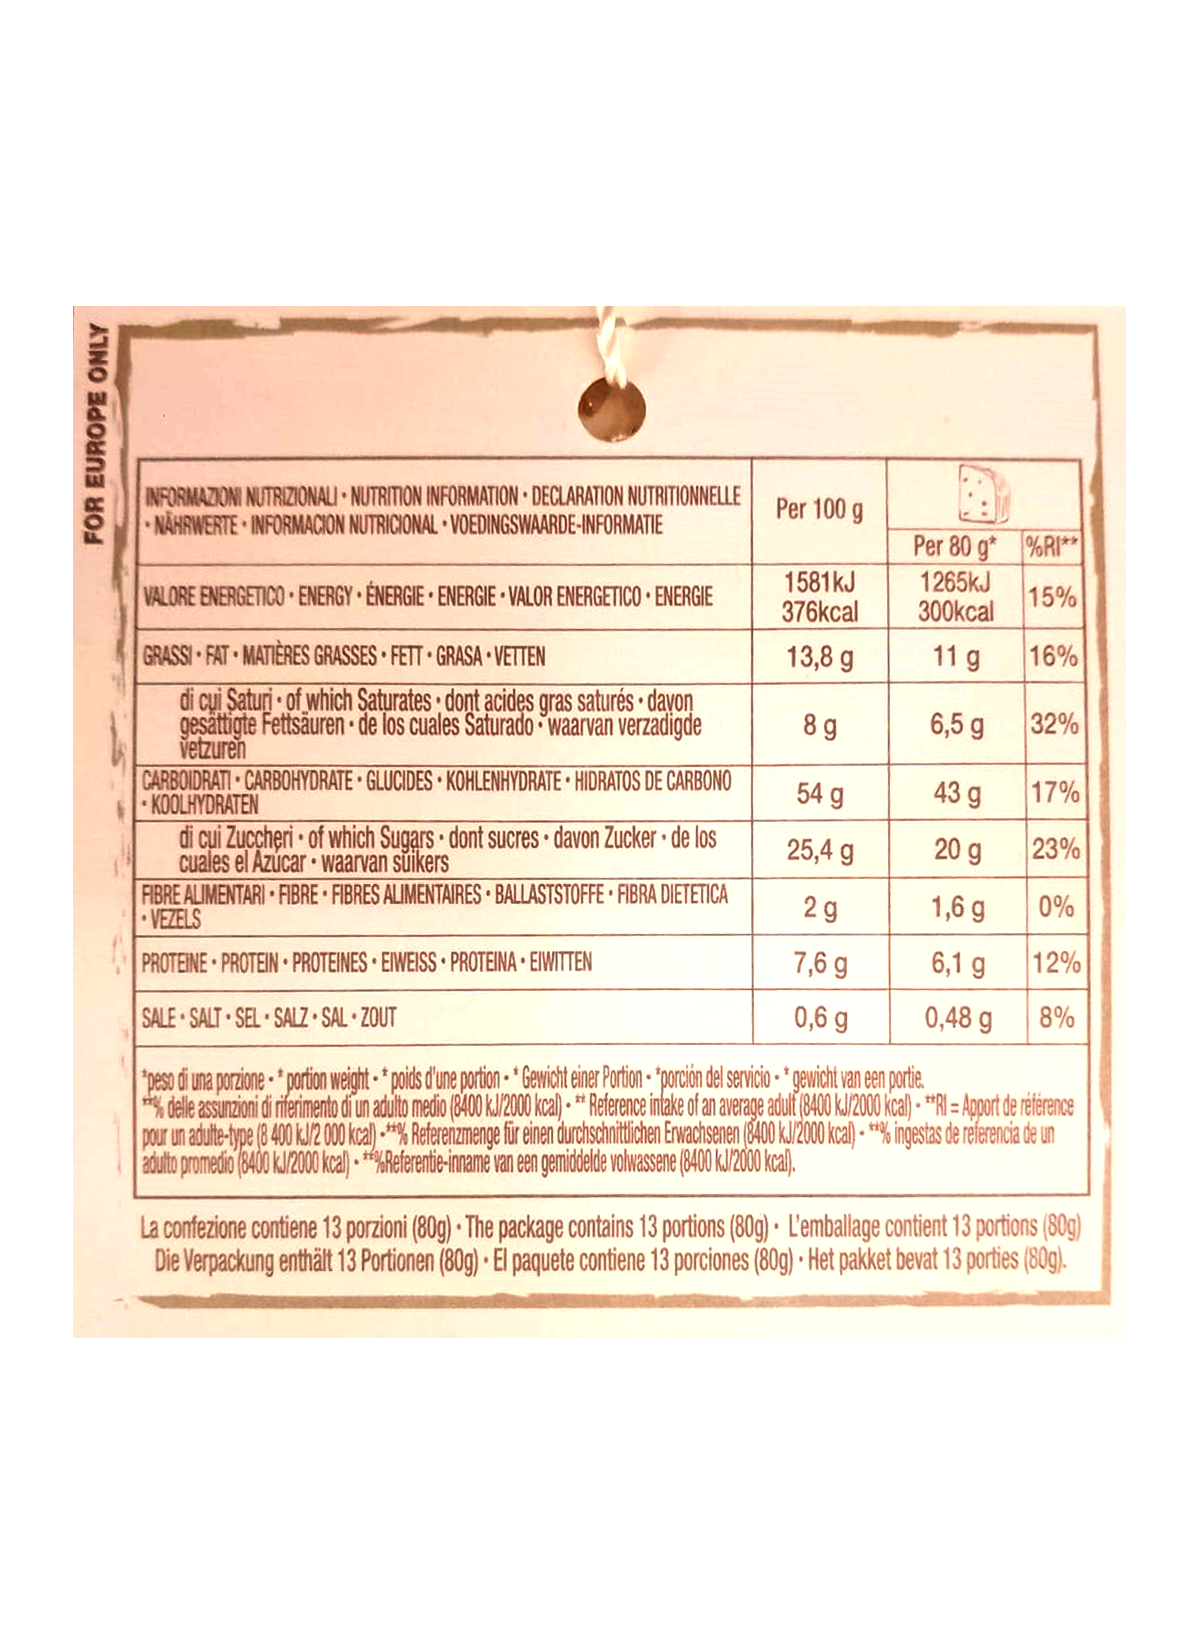 FOR EUROPE ONLY
INFORMAZIONI NUTRIZIONALI • NUTRITION INFORMATION • DECLARATION NUTRITIONNELLE
• NÄHRWERTE • INFORMACION NUTRICIONAL • VOEDINGSWAARDE-INFORMATIE
Per 100 g
Per 80 g* %RI**
VALORE ENERGETICO • ENERGY • ÉNERGIE • ENERGIE • VALOR ENERGETICO • ENERGIE
1581kJ 1265kJ 15%
376kcal 300kcal
GRASSI • FAT • MATIÈRES GRASSES • FETT • GRASA • VETTEN 13,8 g 11 g 16%
di cui Saturi • of which Saturates • dont acides gras saturés • davon
gesättigte Fettsäuren • de los cuales Saturado • waarvan verzadigde 8 g 6,5 g 32%
vetzuren
CARBOIDRATI • CARBOHYDRATE • GLUCIDES • KOHLENHYDRATE • HIDRATOS DE CARBONO
• KOOLHYDRATEN 54 g 43 g 17%
di cui Zuccheri • of which Sugars • dont sucres • davon Zucker • de los
cuales el Azúcar • waarvan suikers 25,4 g 20 g 23%
FIBRE ALIMENTARI • FIBRE • FIBRES ALIMENTAIRES • BALLASTSTOFFE • FIBRA DIETETICA
• VEZELS 2 g 1,6 g 0%
PROTEINE • PROTEIN • PROTEINES • EIWEISS • PROTEINA • EIWITTEN 7,6 g 6,1 g 12%
SALE • SALT • SEL • SALZ • SAL • ZOUT 0,6 g 0,48 g 8%
*peso di una porzione - * portion weight - * poids d'une portion - * Gewicht einer Portion - *porción del servicio - * gewicht van een portie.
**% delle assunzioni di riferimento di un adulto medio (8400 kJ/2000 kcal) - ** Reference intake of an average adult (8400 kJ/2000 kcal) - **RI = Apport de référence
pour un adulte-type (8 400 kJ/2 000 kcal) -**% Referenzmenge für einen durchschnittlichen Erwachsenen (8400 kJ/2000 kcal) - **% ingestas de referencia de un
adulto promedio (8400 kJ/2000 kcal) - **%Referentie-inname van een gemiddelde volwassene (8400 kJ/2000 kcal).
La confezione contiene 13 porzioni (80g) • The package contains 13 portions (80g) • L'emballage contient 13 portions (80g)
Die Verpackung enthält 13 Portionen (80g) • El paquete contiene 13 porciones (80g) • Het pakket bevat 13 porties (80g).